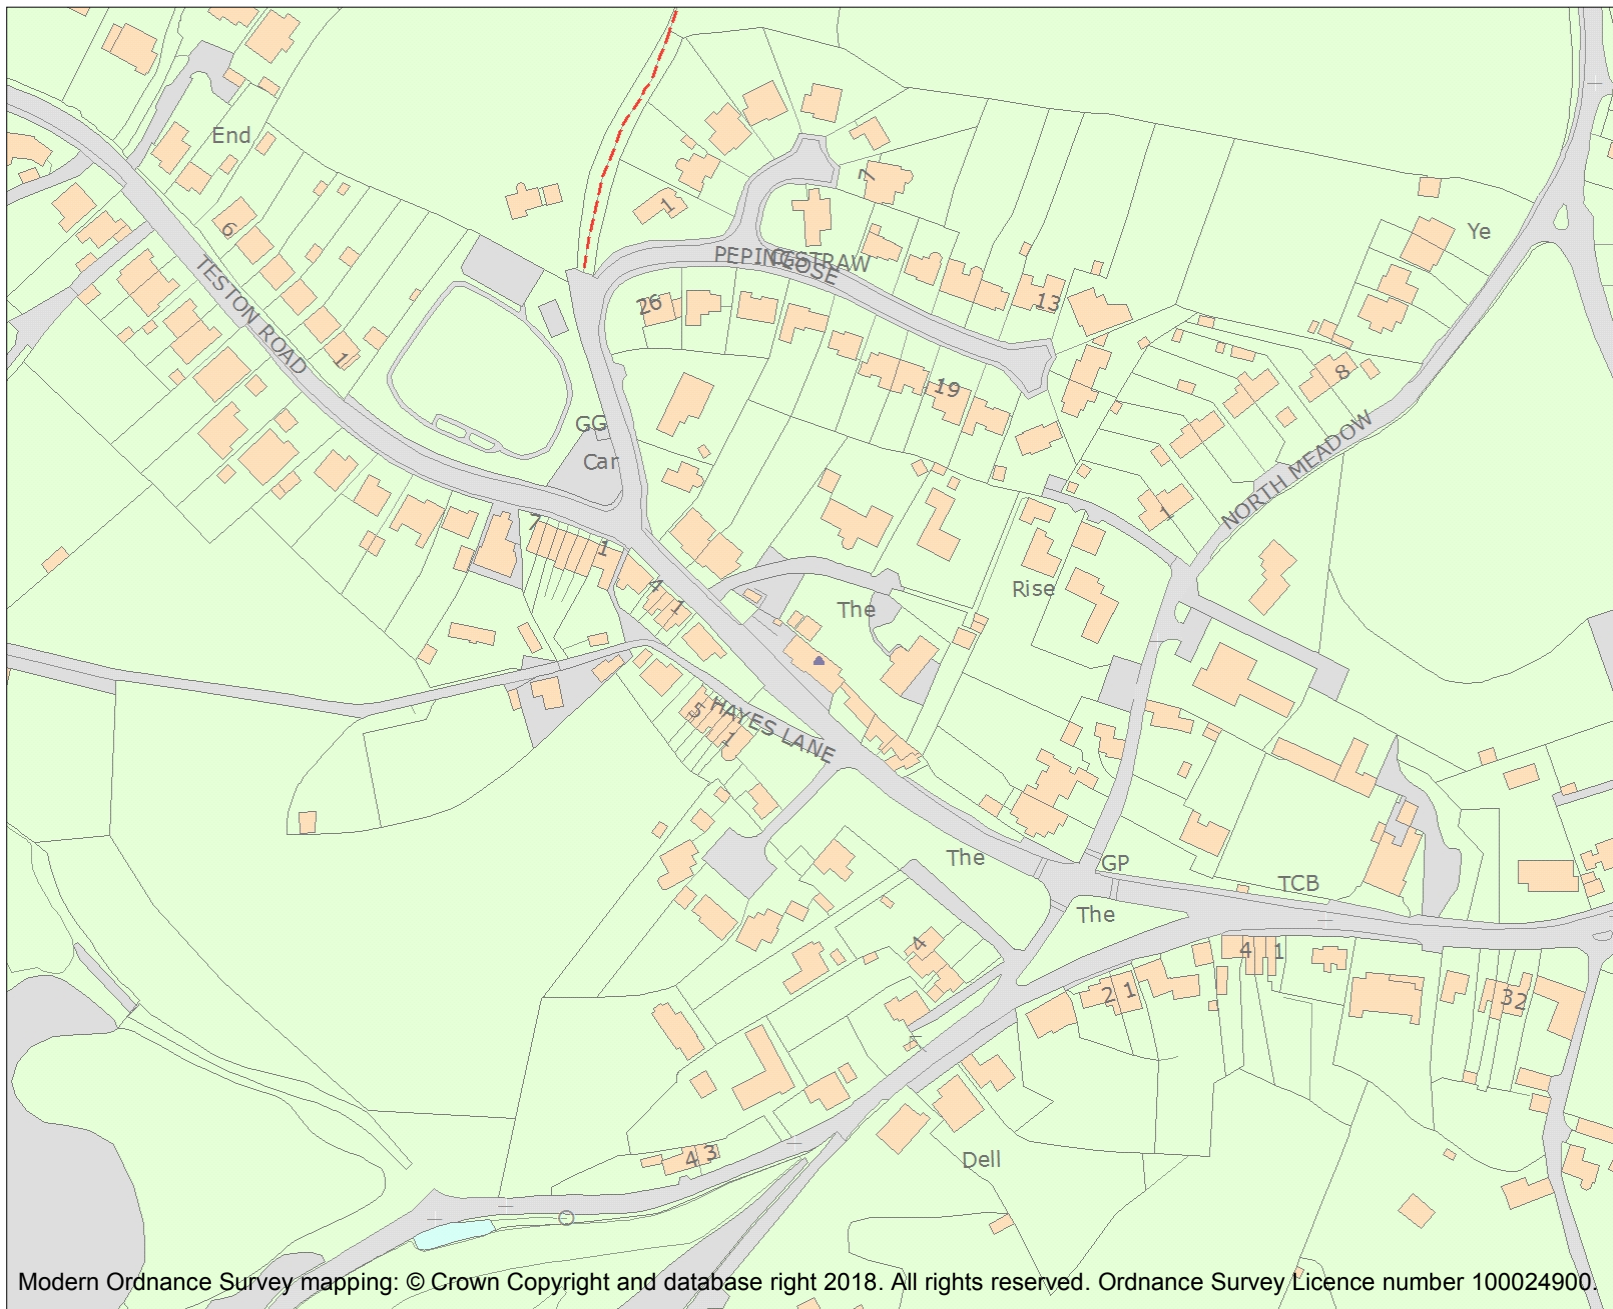 End
7
1
Ye
6
PEPINGSTRAW
CLOSE
TESTON ROAD
26
13
1
8
19
GG
Car
NORTH MEADOW
1
7
1
4
1
Rise
The
5
HAYES LANE
1
The
GP
TCB
The
4
4
1
2
1
32
4
3
Dell
Modern Ordnance Survey mapping: © Crown Copyright and database right 2018. All rights reserved. Ordnance Survey Licence number 100024900.